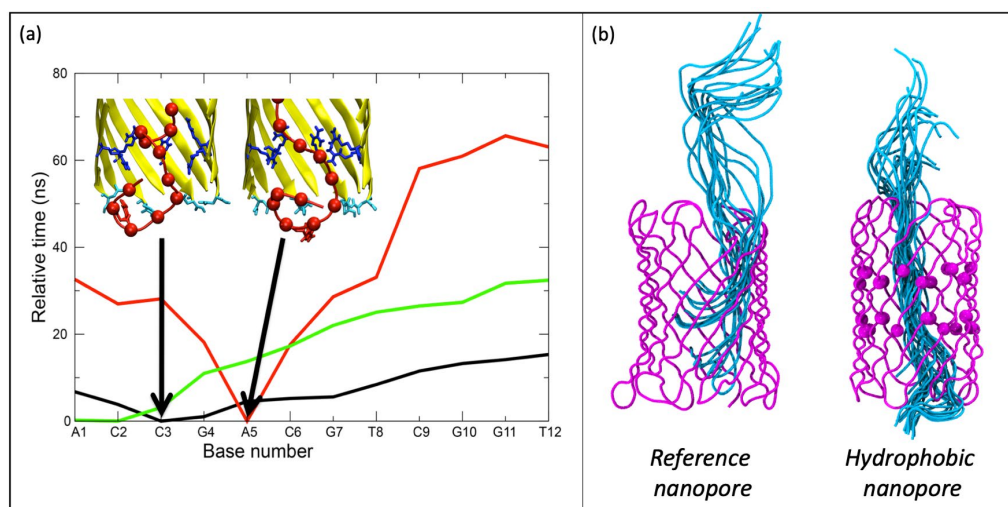 (a)
80
60
40
20
0
Relative time (ns)
A1 C2 C3 G4 A5 C6 G7 T8 C9 G10 G11 T12
Base number
(b)
Reference
nanopore
Hydrophobic
nanopore